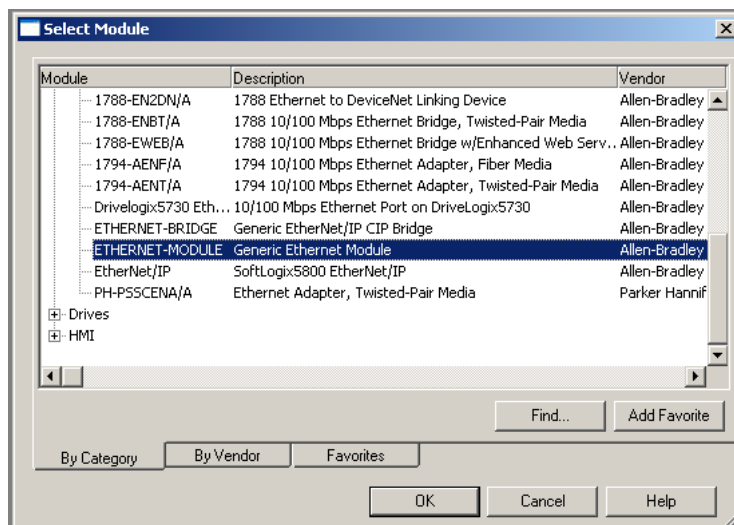 Select Module
Module Description Vendor
1788-EN2DN/A 1788 Ethernet to DeviceNet Linking Device Allen-Bradley
1788-ENBT/A 1788 10/100 Mbps Ethernet Bridge, Twisted-Pair Media Allen-Bradley
1788-EWEB/A 1788 10/100 Mbps Ethernet Bridge w/Enhanced Web Serv... Allen-Bradley
1794-AENF/A 1794 10/100 Mbps Ethernet Adapter, Fiber Media Allen-Bradley
1794-AENT/A 1794 10/100 Mbps Ethernet Adapter, Twisted-Pair Media Allen-Bradley
Drivelogix5730 Eth... 10/100 Mbps Ethernet Port on DriveLogix5730 Allen-Bradley
ETHERNET-BRIDGE Generic EtherNet/IP CIP Bridge Allen-Bradley
ETHERNET-MODULE Generic Ethernet Module Allen-Bradley
EtherNet/IP SoftLogix5800 EtherNet/IP Allen-Bradley
PH-PSSCENA/A Ethernet Adapter, Twisted-Pair Media Parker Hannif
Drives
HMI
Find... Add Favorite
By Category By Vendor Favorites
OK Cancel Help